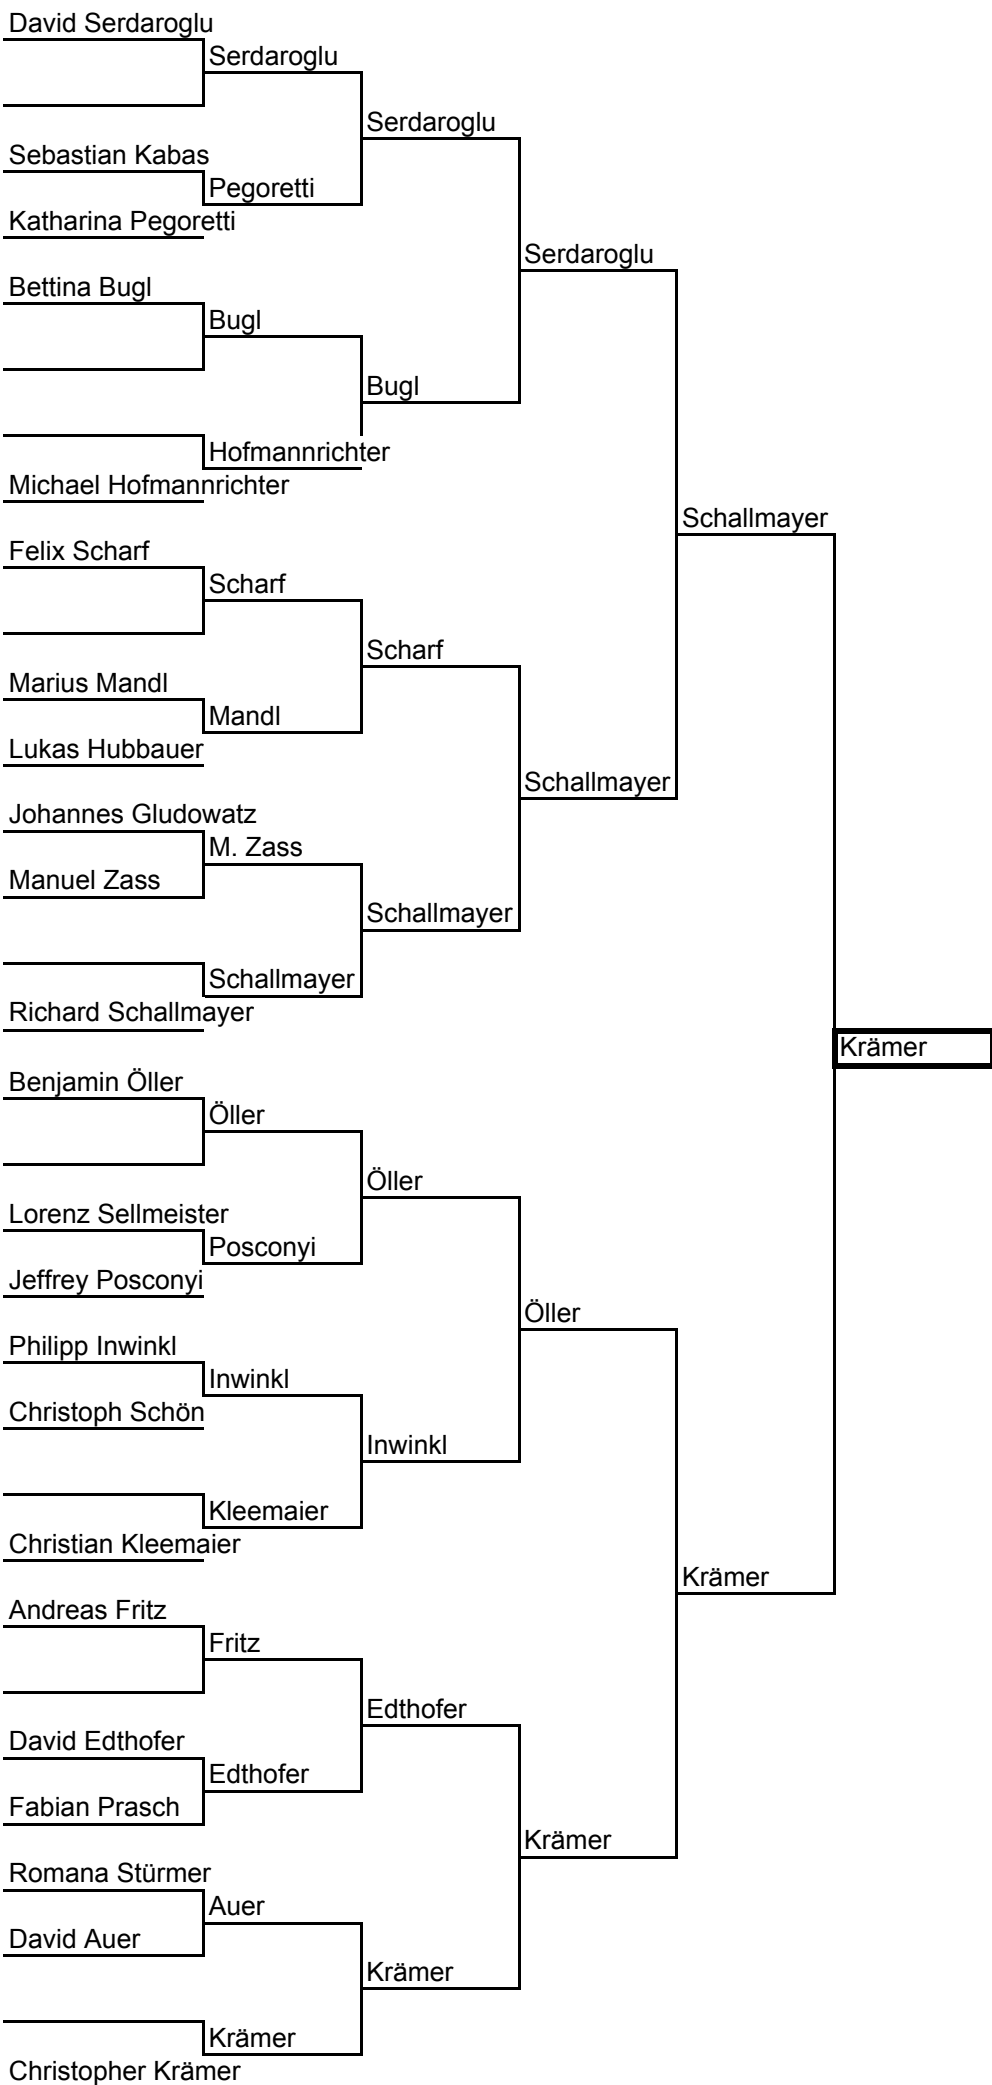 David Serdaroglu
Serdaroglu
Serdaroglu
Sebastian Kabas
Pegoretti
Katharina Pegoretti
Serdaroglu
Bettina Bugl
Bugl
Bugl
Hofmannrichter
Michael Hofmannrichter
Schallmayer
Felix Scharf
Scharf
Scharf
Marius Mandl
Mandl
Lukas Hubbauer
Schallmayer
Johannes Gludowatz
M. Zass
Manuel Zass
Schallmayer
Schallmayer
Richard Schallmayer
Krämer
Benjamin Öller
Öller
Öller
Lorenz Sellmeister
Posconyi
Jeffrey Posconyi
Öller
Philipp Inwinkl
Inwinkl
Christoph Schön
Inwinkl
Kleemaier
Christian Kleemaier
Krämer
Andreas Fritz
Fritz
Edthofer
David Edthofer
Edthofer
Fabian Prasch
Krämer
Romana Stürmer
Auer
David Auer
Krämer
Krämer
Christopher Krämer